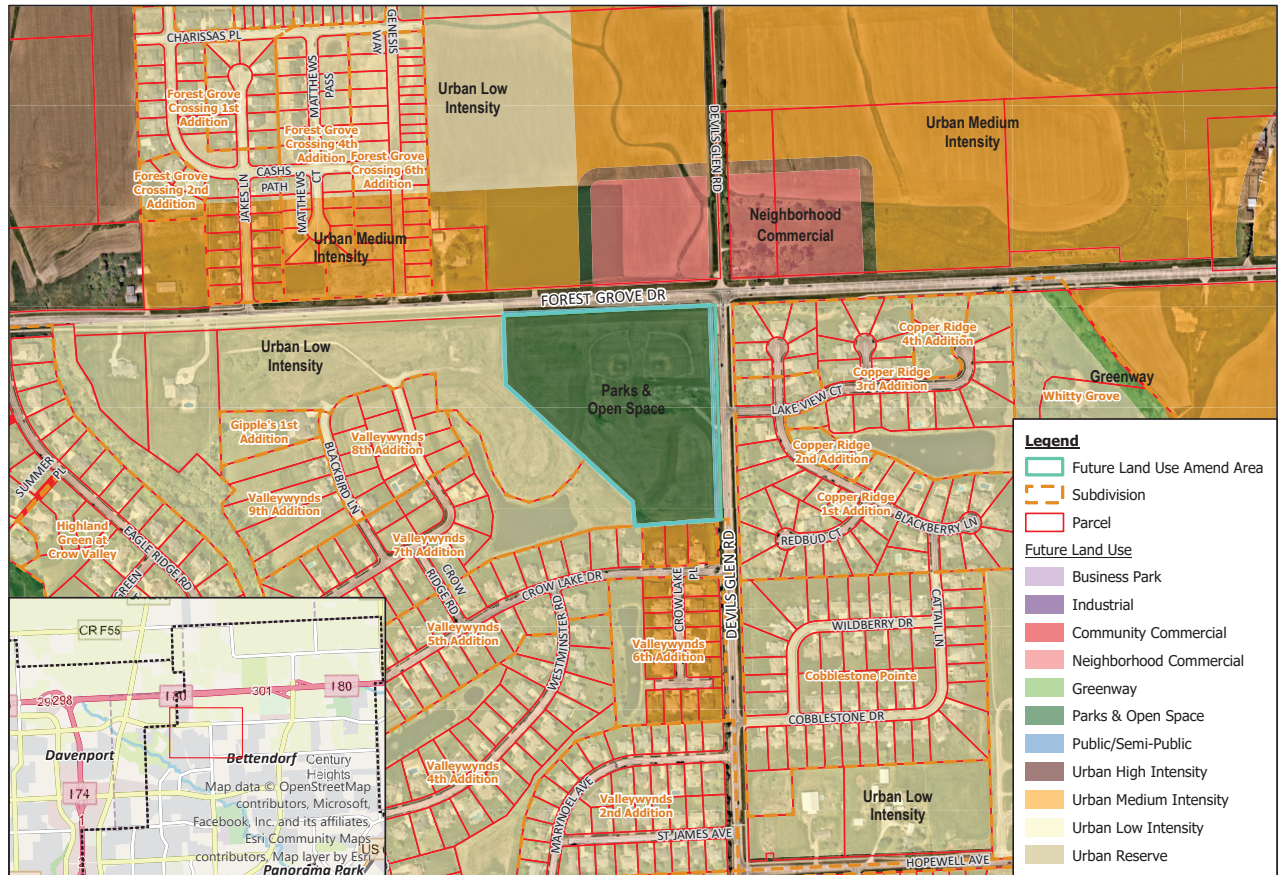 CHARISSAS PL
GENESIS
WAY
MATTHEWS
PASS
Forest Grove
Crossing 1st
Addition
Forest Grove
Crossing 4th
Addition
Forest Grove
Crossing 6th
Addition
Forest Grove
Crossing 2nd
Addition
CASHS
PATH
JAKES LN
MATTHEWS
CT
Urban Medium
Intensity
Urban Low
Intensity
DEVILS GLEN RD
Urban Medium
Intensity
Neighborhood
Commercial
FOREST GROVE DR
Urban Low
Intensity
Parks &
Open Space
Copper Ridge
4th Addition
Copper Ridge
3rd Addition
LAKE VIEW CT
Greenway
Whitty Grove
Gipple's 1st
Addition
Valleywynds
8th Addition
BLACKBIRD LN
Copper Ridge
2nd Addition
SUMMER
PL
Valleywynds
9th Addition
Copper Ridge
1st Addition
BLACKBERRY LN
Highland
Green at
Crow Valley
EAGLE RIDGE RD
GREEN
Valleywynds
7th Addition
CROW
RIDGE RD
REDBUD CT
CROW LAKE DR
CROW LAKE
PL
DEVILS GLEN RD
CATTAIL LN
WESTMINSTER RD
Valleywynds
5th Addition
Valleywynds
6th Addition
WILDBERRY DR
Cobblestone Pointe
COBBLESTONE DR
Valleywynds
4th Addition
MARYNOEL AVE
Valleywynds
2nd Addition
ST JAMES AVE
Urban Low
Intensity
HOPEWELL AVE
Legend
Future Land Use Amend Area
Subdivision
Parcel
Future Land Use
Business Park
Industrial
Community Commercial
Neighborhood Commercial
Greenway
Parks & Open Space
Public/Semi-Public
Urban High Intensity
Urban Medium Intensity
Urban Low Intensity
Urban Reserve
CR F55
I 80
301
I 80
298
Davenport
Bettendorf
Century
Heights
I 74
Map data © OpenStreetMap
contributors, Microsoft,
Facebook, Inc. and its affiliates,
Esri Community Maps
contributors, Map layer by Esri
US
Panorama Park